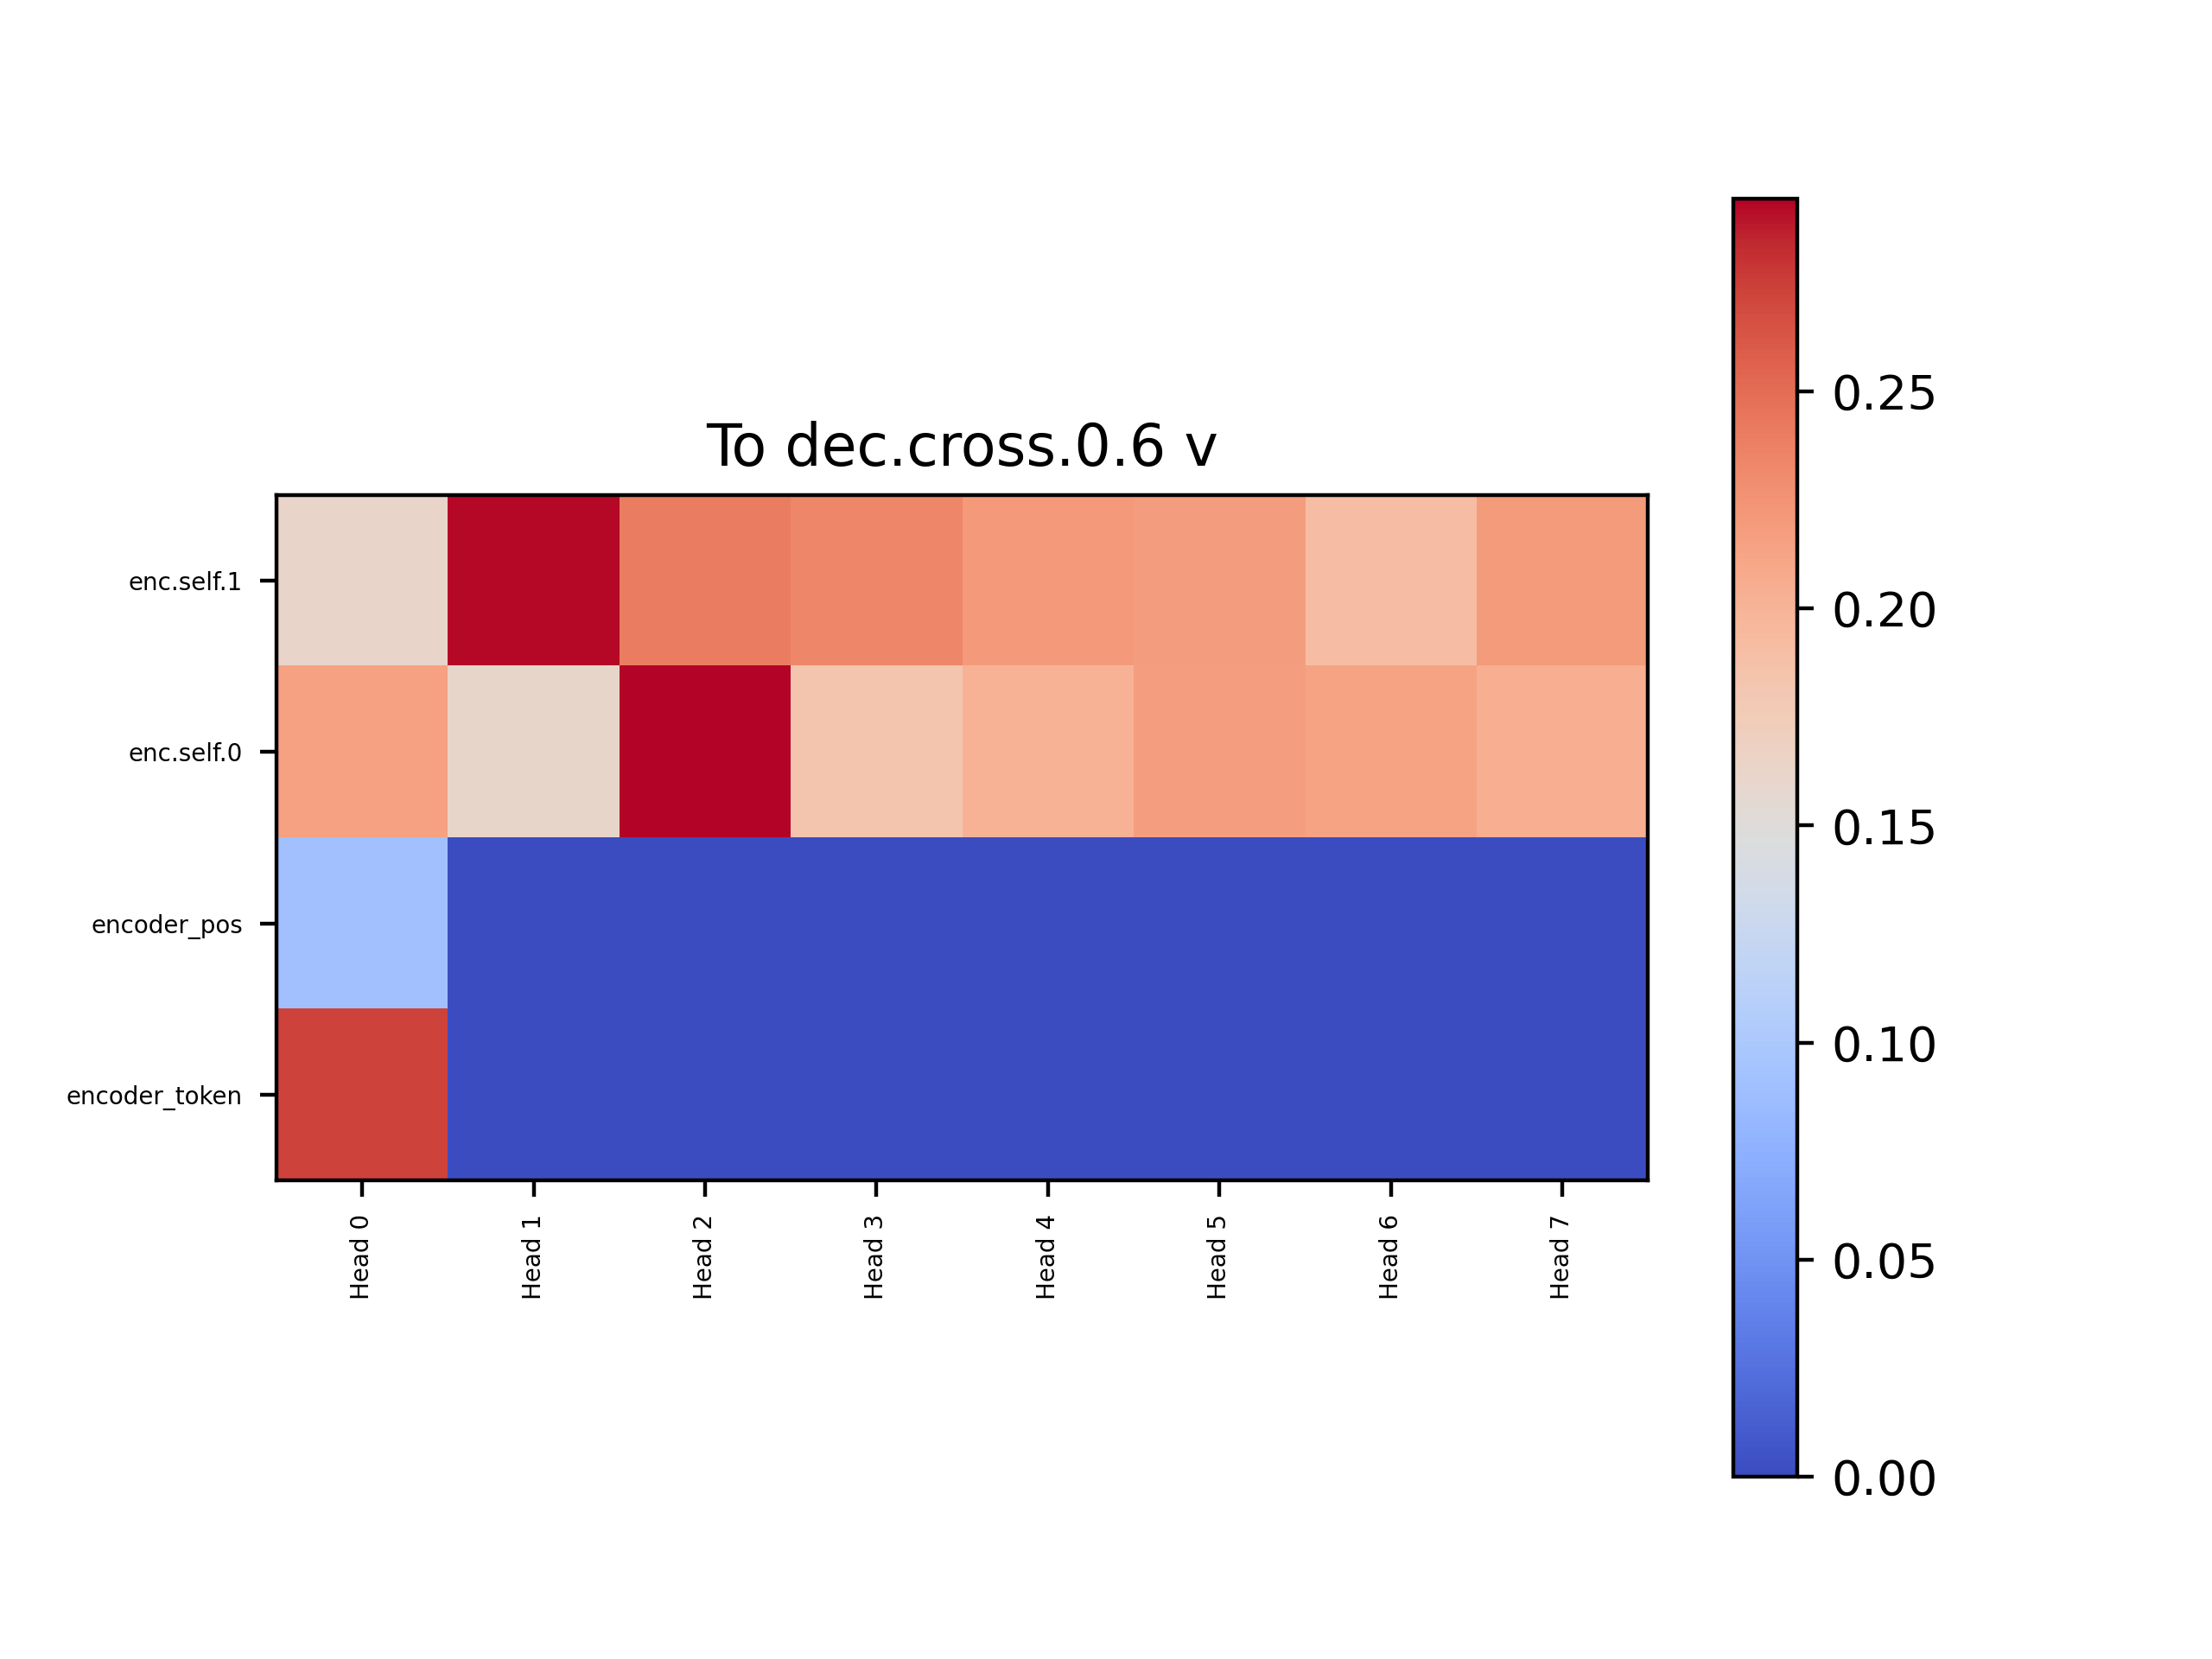 To dec.cross.0.6 v
enc.self.1
enc.self.0
encoder_pos
encoder_token
Head 0
Head 1
Head 2
Head 3
Head 4
Head 5
Head 6
Head 7
0.25
0.20
0.15
0.10
0.05
0.00